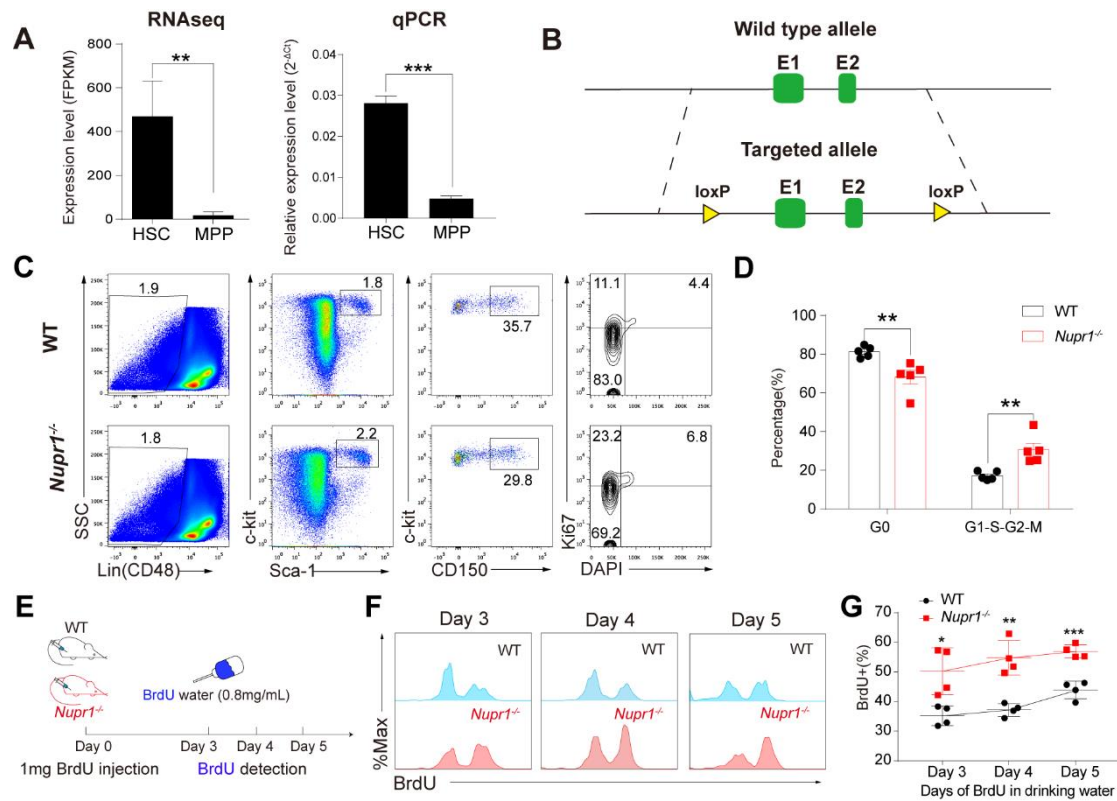 A
RNAseq
Expression level (FPKM)
800
600
400
200
0
**
HSC
MPP
qPCR
Relative expression level (2-ΔCt)
0.04
0.03
0.02
0.01
0.00
***
HSC
MPP
B
Wild type allele
E1
E2
Targeted allele
loxP
E1
E2
loxP
C
WT
1.9
1.8
35.7
11.1
4.4
83.0
Nupr1-/-
1.8
2.2
29.8
23.2
6.8
69.2
SSC
Lin(CD48)
c-kit
Sca-1
c-kit
CD150
Ki67
DAPI
D
WT
Nupr1-/-
Percentage(%)
100
80
60
40
20
0
**
**
G0
G1-S-G2-M
E
WT
Nupr1-/-
BrdU water (0.8mg/mL)
Day 0
Day 3
Day 4
Day 5
1mg BrdU injection
BrdU detection
F
Day 3
Day 4
Day 5
WT
WT
WT
Nupr1-/-
Nupr1-/-
Nupr1-/-
%Max
BrdU
G
WT
Nupr1-/-
BrdU+(%)
70
60
50
40
30
20
*
**
***
Day 3
Day 4
Day 5
Days of BrdU in drinking water